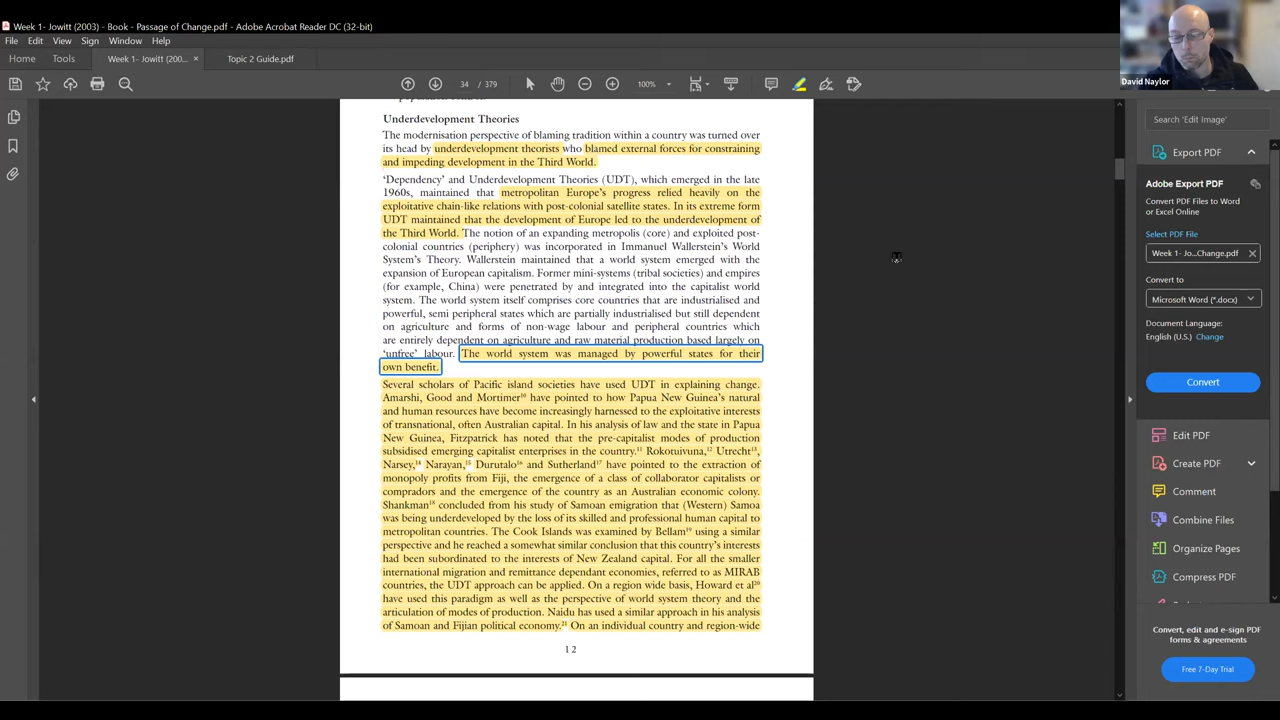 Week 1- Jowitt (2003) - Book - Passage of Change.pdf - Adobe Acrobat Reader DC (32-bit)
File Edit View Sign Window Help
Home Tools Week 1- Jowitt (200... × Topic 2 Guide.pdf
34 / 379 100%
David Naylor
Underdevelopment Theories
The modernisation perspective of blaming tradition within a country was turned over
its head by underdevelopment theorists who blamed external forces for constraining
and impeding development in the Third World.
‘Dependency’ and Underdevelopment Theories (UDT), which emerged in the late
1960s, maintained that metropolitan Europe’s progress relied heavily on the
exploitative chain-like relations with post-colonial satellite states. In its extreme form
UDT maintained that the development of Europe led to the underdevelopment of
the Third World. The notion of an expanding metropolis (core) and exploited post-
colonial countries (periphery) was incorporated in Immanuel Wallerstein’s World
System’s Theory. Wallerstein maintained that a world system emerged with the
expansion of European capitalism. Former mini-systems (tribal societies) and empires
(for example, China) were penetrated by and integrated into the capitalist world
system. The world system itself comprises core countries that are industrialised and
powerful, semi peripheral states which are partially industrialised but still dependent
on agriculture and forms of non-wage labour and peripheral countries which
are entirely dependent on agriculture and raw material production based largely on
‘unfree’ labour. The world system was managed by powerful states for their
own benefit.
Several scholars of Pacific island societies have used UDT in explaining change.
Amarshi, Good and Mortimer10 have pointed to how Papua New Guinea’s natural
and human resources have become increasingly harnessed to the exploitative interests
of transnational, often Australian capital. In his analysis of law and the state in Papua
New Guinea, Fitzpatrick has noted that the pre-capitalist modes of production
subsidised emerging capitalist enterprises in the country.11 Rokotuivuna,12 Utrecht13,
Narsey,14 Narayan,15 Durutalo16 and Sutherland17 have pointed to the extraction of
monopoly profits from Fiji, the emergence of a class of collaborator capitalists or
compradors and the emergence of the country as an Australian economic colony.
Shankman18 concluded from his study of Samoan emigration that (Western) Samoa
was being underdeveloped by the loss of its skilled and professional human capital to
metropolitan countries. The Cook Islands was examined by Bellam19 using a similar
perspective and he reached a somewhat similar conclusion that this country’s interests
had been subordinated to the interests of New Zealand capital. For all the smaller
international migration and remittance dependant economies, referred to as MIRAB
countries, the UDT approach can be applied. On a region wide basis, Howard et al20
have used this paradigm as well as the perspective of world system theory and the
articulation of modes of production. Naidu has used a similar approach in his analysis
of Samoan and Fijian political economy.21 On an individual country and region-wide
12
Search 'Edit Image'
Export PDF
Adobe Export PDF
Convert PDF Files to Word
or Excel Online
Select PDF File
Week 1- Jo...Change.pdf ×
Convert to
Microsoft Word (*.docx)
Document Language:
English (U.S.) Change
Convert
Edit PDF
Create PDF
Comment
Combine Files
Organize Pages
Compress PDF
Convert, edit and e-sign PDF
forms & agreements
Free 7-Day Trial